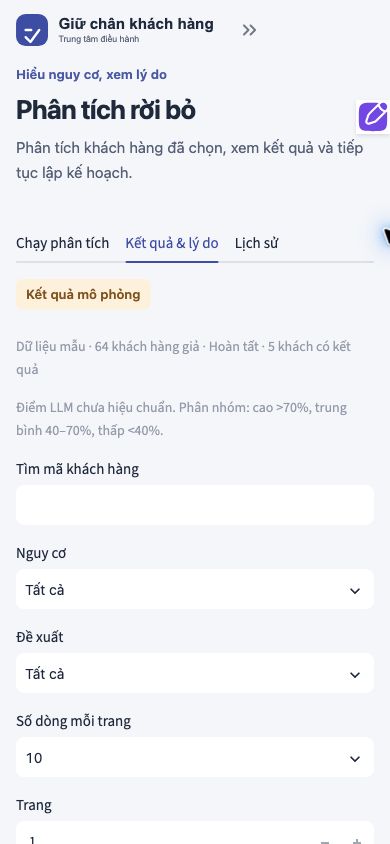 Giữ chân khách hàng
Trung tâm điều hành
Hiểu nguy cơ, xem lý do
Phân tích rời bỏ
Phân tích khách hàng đã chọn, xem kết quả và tiếp
tục lập kế hoạch.
Chạy phân tích Kết quả & lý do Lịch sử
Kết quả mô phỏng
Dữ liệu mẫu · 64 khách hàng giả · Hoàn tất · 5 khách có kết
quả
Điểm LLM chưa hiệu chuẩn. Phân nhóm: cao >70%, trung
bình 40–70%, thấp <40%.
Tìm mã khách hàng
Nguy cơ
Tất cả
Đề xuất
Tất cả
Số dòng mỗi trang
10
Trang
1